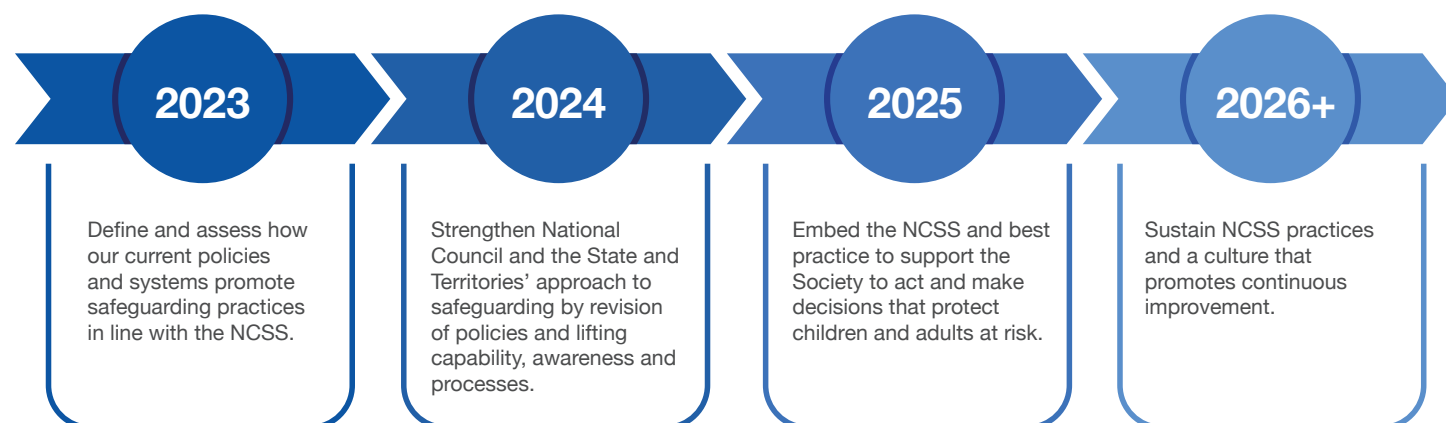 2023
Define and assess how
our current policies
and systems promote
safeguarding practices
in line with the NCSS.
2024
Strengthen National
Council and the State and
Territories’ approach to
safeguarding by revision
of policies and lifting
capability, awareness and
processes.
2025
Embed the NCSS and best
practice to support the
Society to act and make
decisions that protect
children and adults at risk.
2026+
Sustain NCSS practices
and a culture that
promotes continuous
improvement.